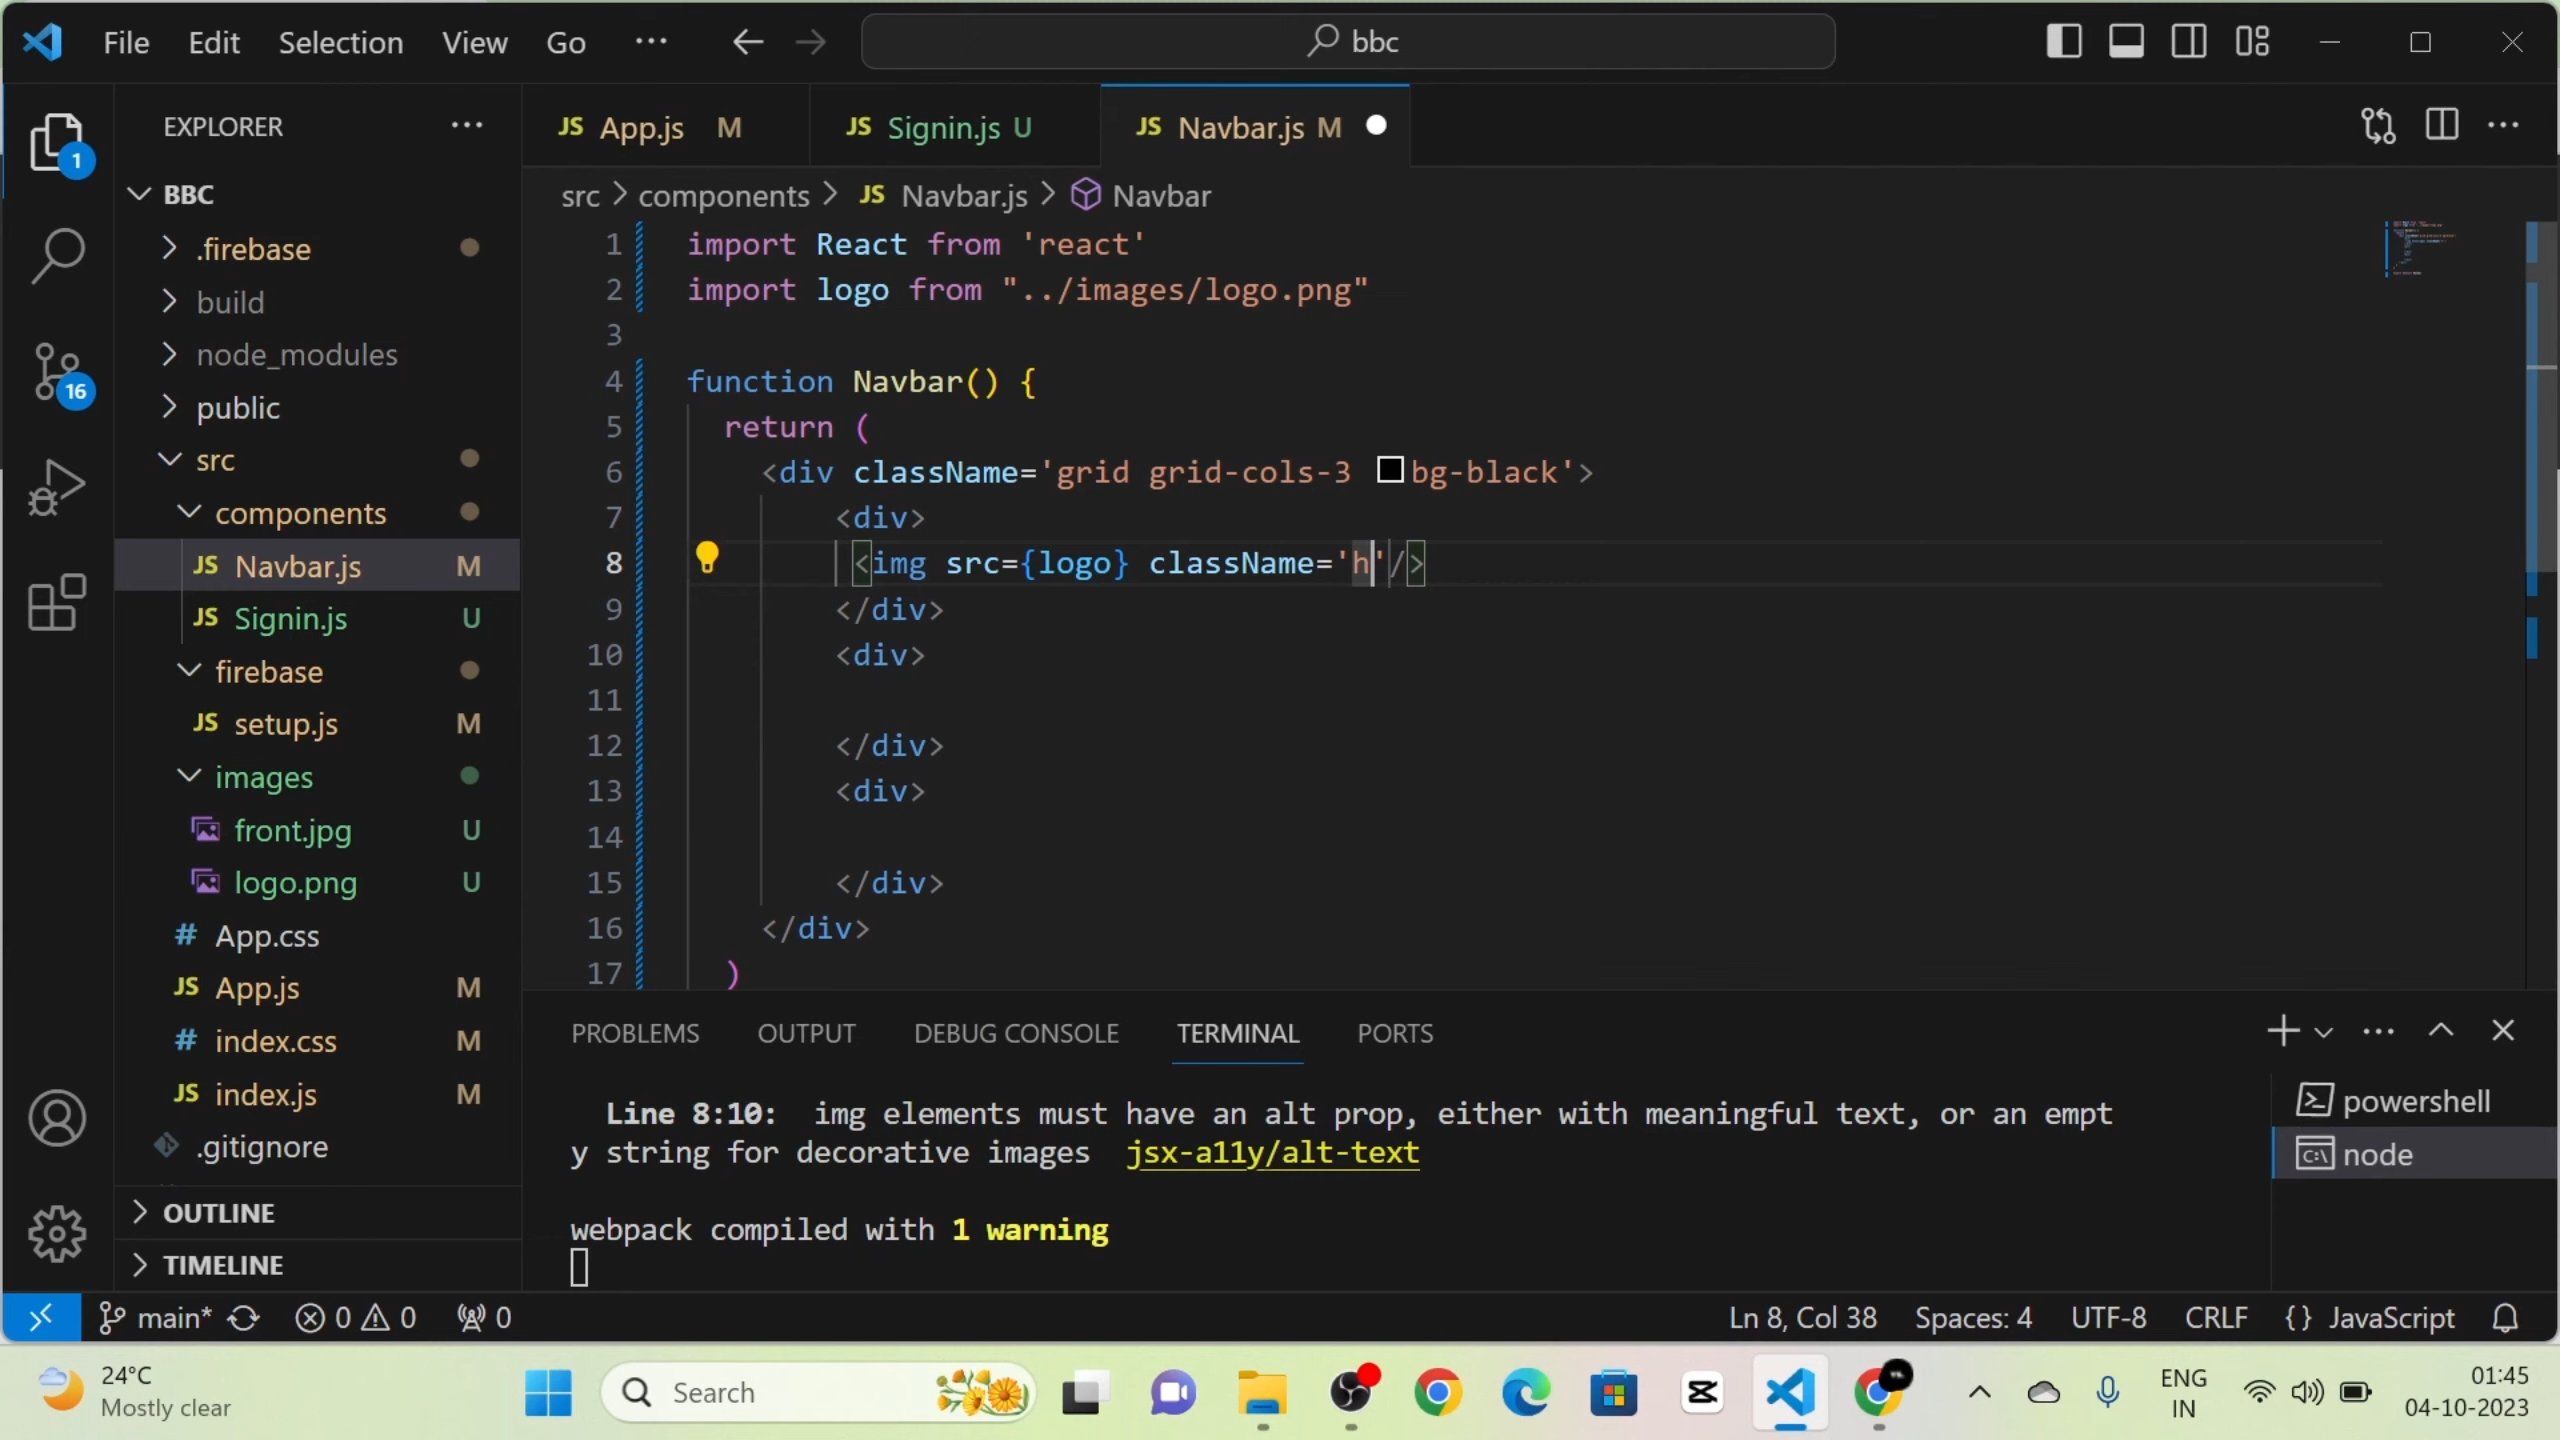 File Edit Selection View Go ... bbc
EXPLORER ...
BBC
.firebase
build
node_modules
public
src
components
JS Navbar.js M
JS Signin.js U
firebase
JS setup.js M
images
front.jpg U
logo.png U
# App.css
JS App.js M
# index.css M
JS index.js M
.gitignore
OUTLINE
TIMELINE
1
16
JS App.js M JS Signin.js U JS Navbar.js M
src > components > JS Navbar.js > Navbar
1 import React from 'react'
2 import logo from "../images/logo.png"
3
4 function Navbar() {
5 return (
6 <div className='grid grid-cols-3 bg-black'>
7 <div>
8 <img src={logo} className='h'/>
9 </div>
10 <div>
11
12 </div>
13 <div>
14
15 </div>
16 </div>
17 )
PROBLEMS OUTPUT DEBUG CONSOLE TERMINAL PORTS
Line 8:10: img elements must have an alt prop, either with meaningful text, or an empt
y string for decorative images jsx-a11y/alt-text
webpack compiled with 1 warning
powershell
node
main* 0 0 0 Ln 8, Col 38 Spaces: 4 UTF-8 CRLF {} JavaScript
24°C
Mostly clear
Search
ENG
IN
01:45
04-10-2023